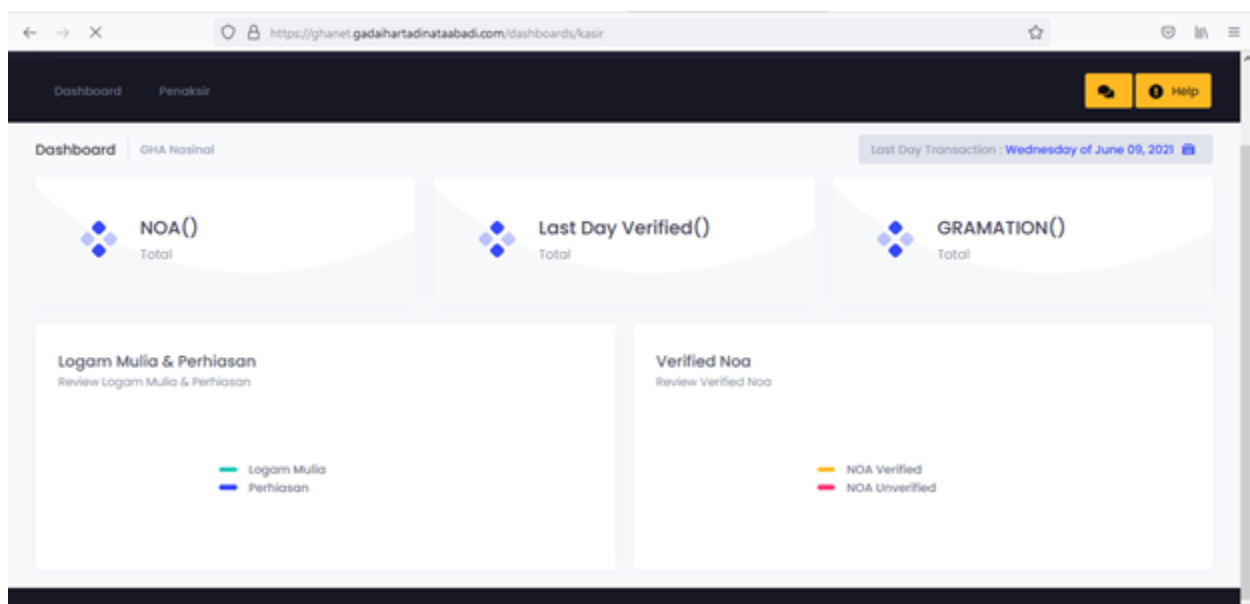 https://ghanet.gadaihartadinataabadi.com/dashboards/kasir
Dashboard Penaksir
Help
Dashboard GHA Nasinal
Last Day Transaction : Wednesday of June 09, 2021
NOA()
Total
Last Day Verified()
Total
GRAMATION()
Total
Logam Mulia & Perhiasan
Review Logam Mulia & Perhiasan
Logam Mulia
Perhiasan
Verified Noa
Review Verified Noa
NOA Verified
NOA Unverified